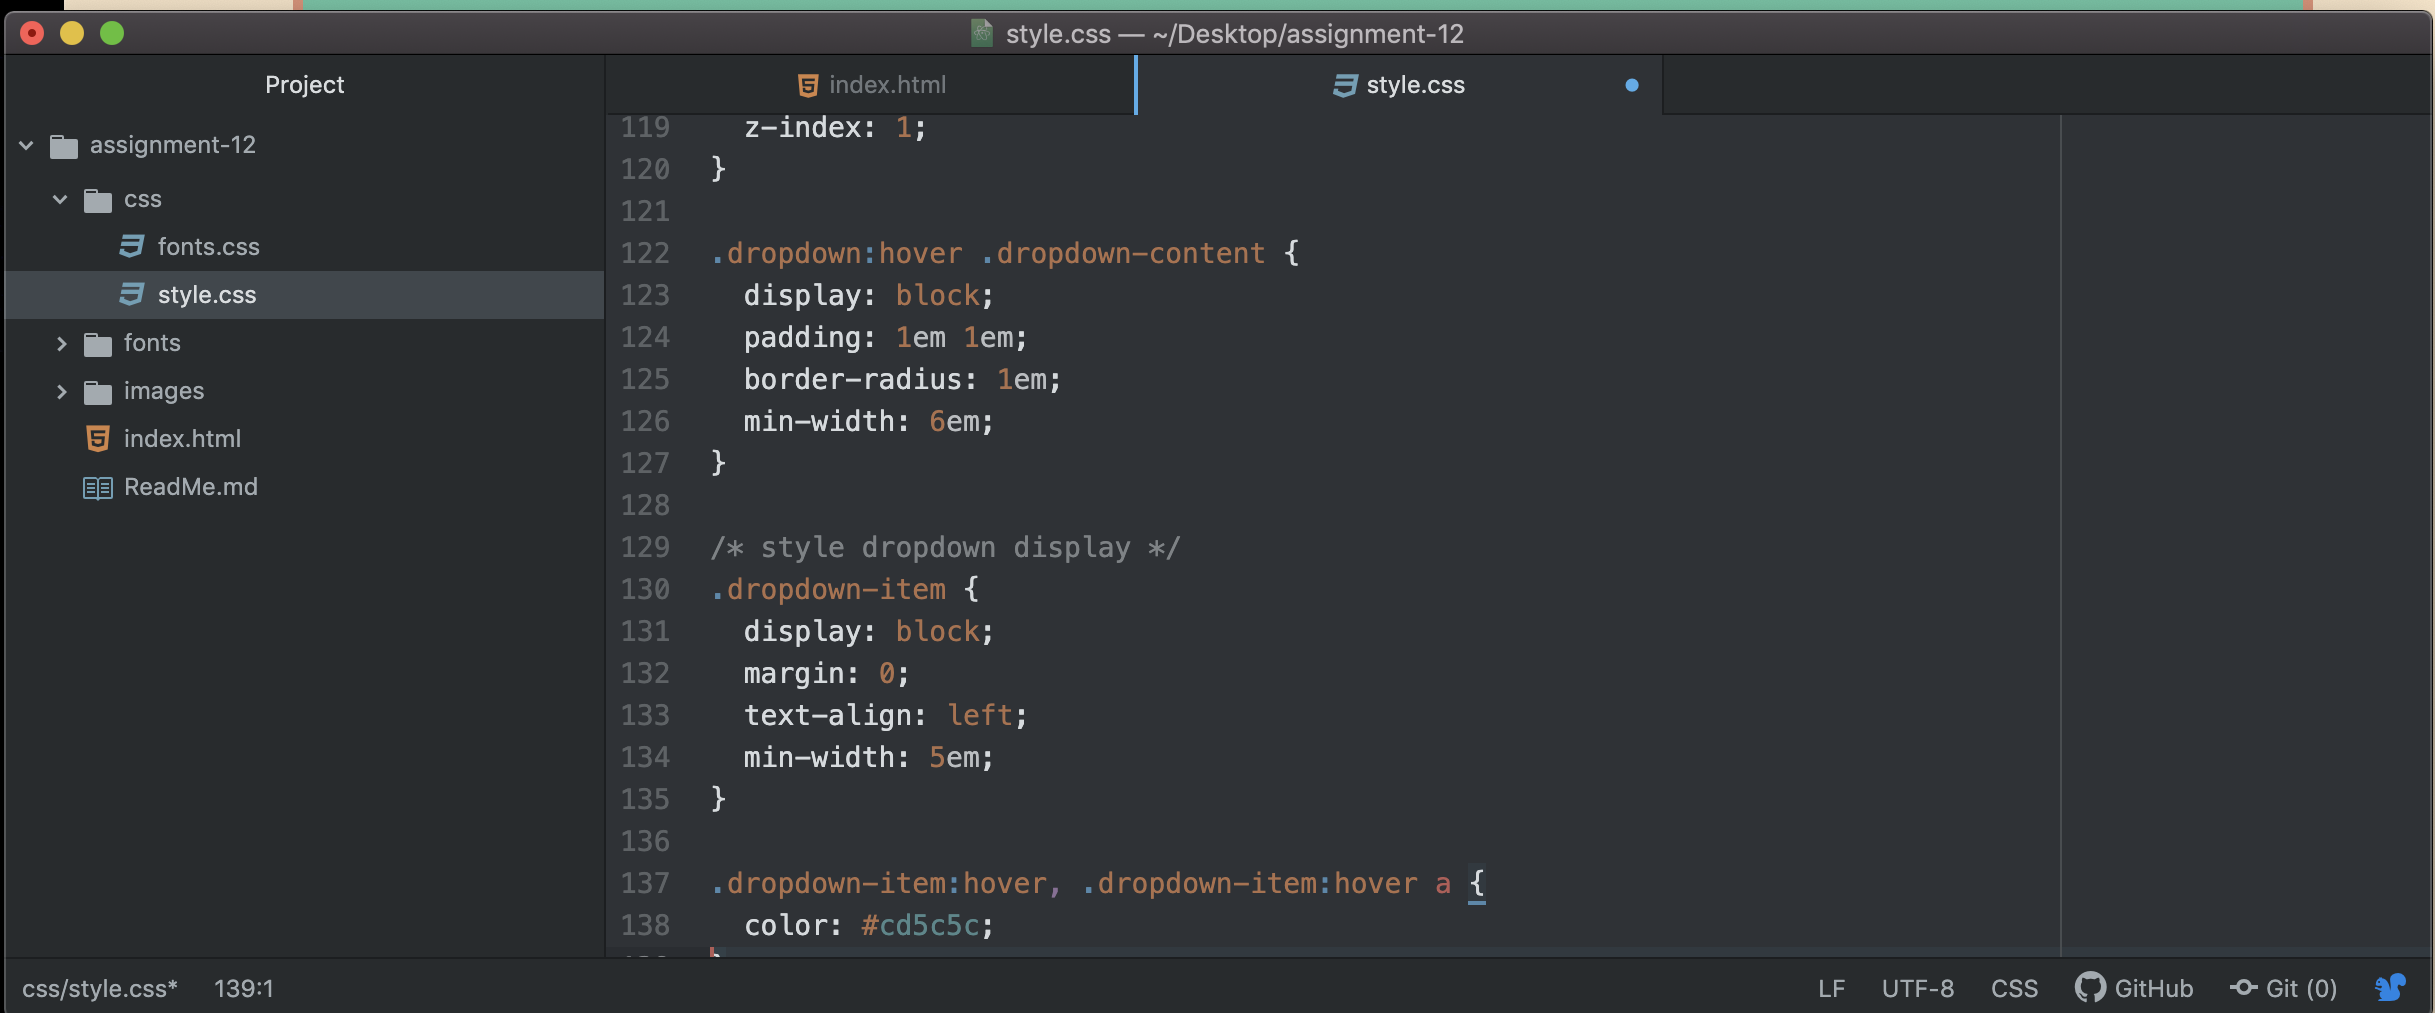 style.css — ~/Desktop/assignment-12
Project
index.html
style.css
assignment-12
css
fonts.css
style.css
fonts
images
index.html
ReadMe.md
119 z-index: 1;
120 }
121
122 .dropdown:hover .dropdown-content {
123 display: block;
124 padding: 1em 1em;
125 border-radius: 1em;
126 min-width: 6em;
127 }
128
129 /* style dropdown display */
130 .dropdown-item {
131 display: block;
132 margin: 0;
133 text-align: left;
134 min-width: 5em;
135 }
136
137 .dropdown-item:hover, .dropdown-item:hover a {
138 color: #cd5c5c;
css/style.css* 139:1
LF UTF-8 CSS GitHub Git (0)